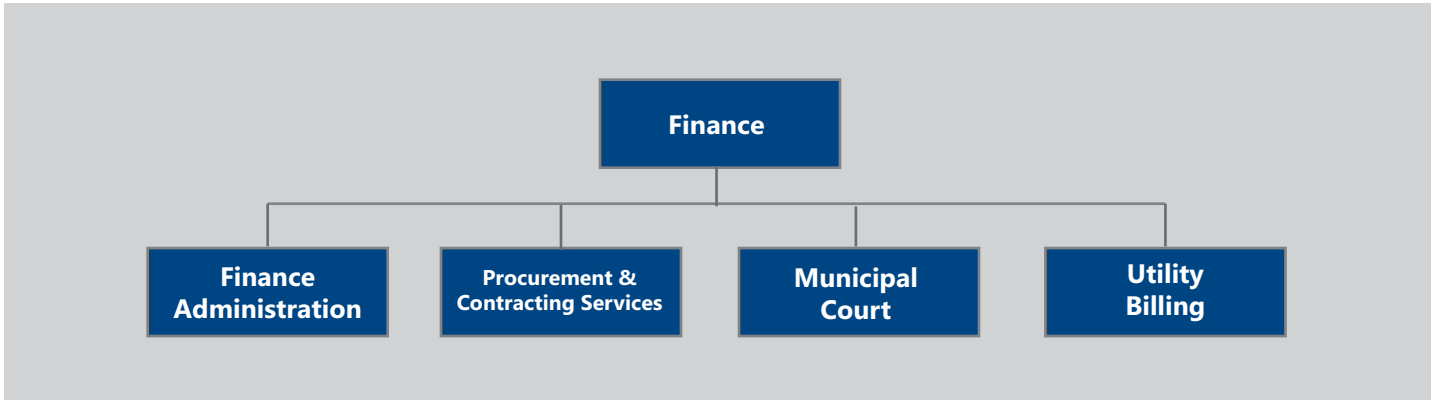 Finance
Finance
Administration
Procurement &
Contracting Services
Municipal
Court
Utility
Billing